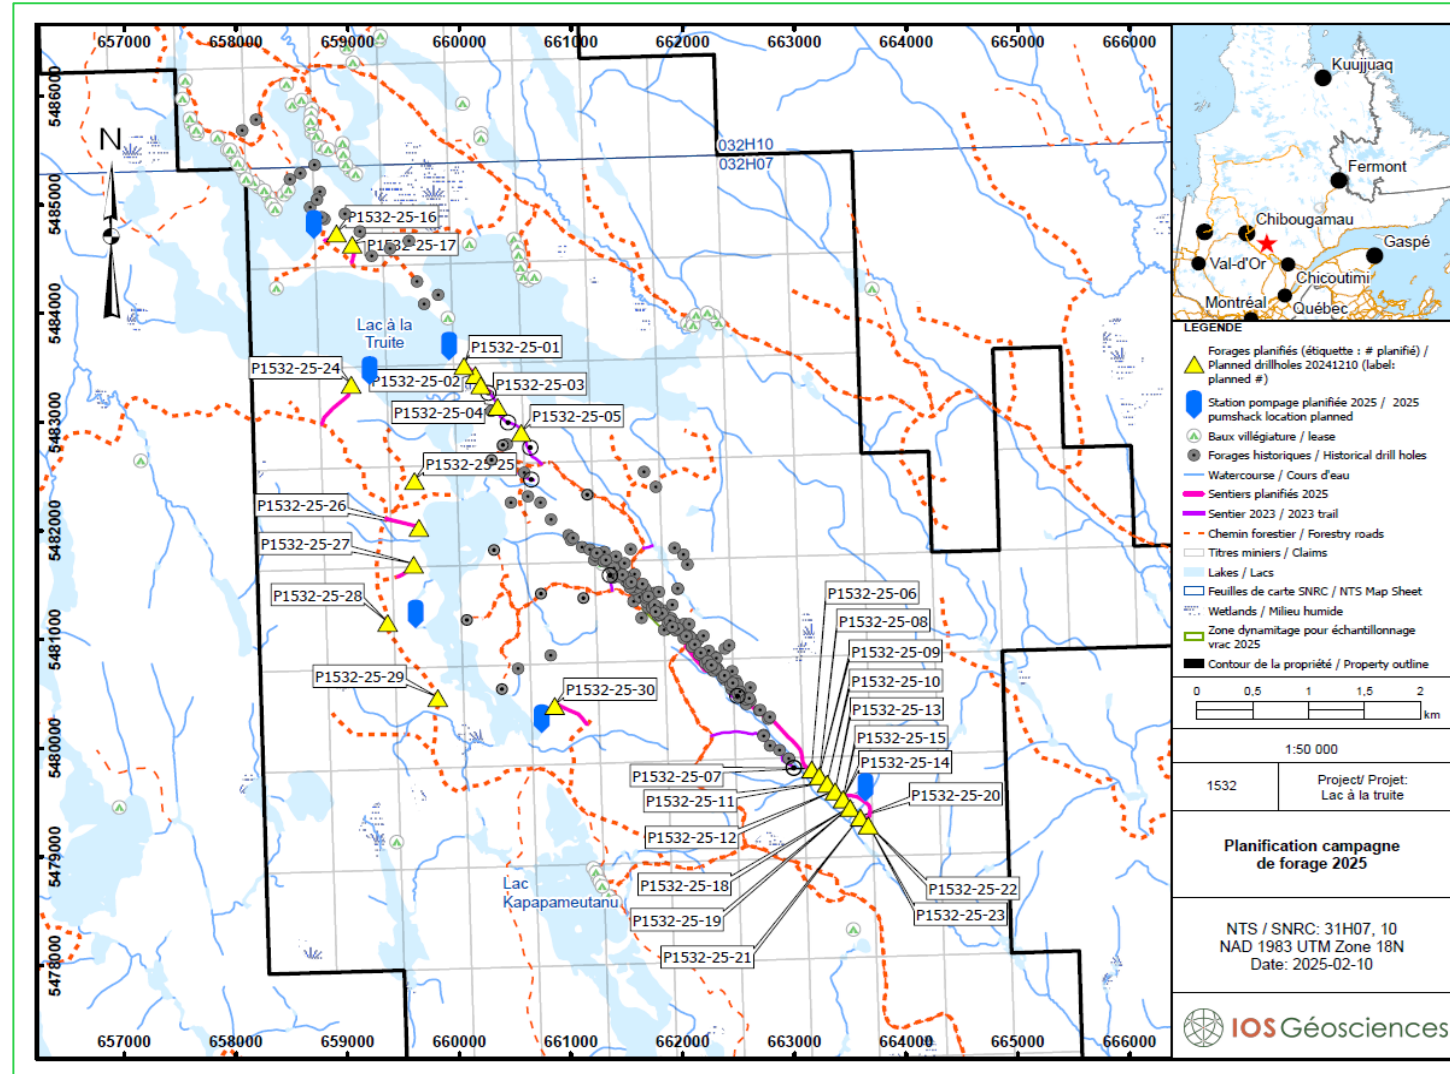 657000 658000 659000 660000 661000 662000 663000 664000 665000 666000
5486000
5485000
5484000
5483000
5482000
5481000
5480000
5479000
5478000
N
032H10
032H07
P1532-25-16
P1532-25-17
Lac à la
Truite
P1532-25-01
P1532-25-24
P1532-25-02
P1532-25-03
P1532-25-04
P1532-25-05
P1532-25-25
P1532-25-26
P1532-25-27
P1532-25-28
P1532-25-29
P1532-25-30
P1532-25-06
P1532-25-08
P1532-25-09
P1532-25-10
P1532-25-13
P1532-25-15
P1532-25-14
P1532-25-07
P1532-25-11
P1532-25-20
P1532-25-12
P1532-25-18
P1532-25-22
P1532-25-19
P1532-25-23
P1532-25-21
Lac
Kapapameutanu
657000 658000 659000 660000 661000 662000 663000 664000 665000 666000
Kuujjuaq
Fermont
Chibougamau
Gaspé
Val-d'Or
Chicoutimi
Montréal
Québec
LEGENDE
Forages planifiés (étiquette : # planifié) /
Planned drillholes 20241210 (label:
planned #)
Station pompage planifiée 2025 / 2025
pumshack location planned
Baux villégiature / lease
Forages historiques / Historical drill holes
Watercourse / Cours d'eau
Sentiers planifiés 2025
Sentier 2023 / 2023 trail
Chemin forestier / Forestry roads
Titres miniers / Claims
Lakes / Lacs
Feuilles de carte SNRC / NTS Map Sheet
Wetlands / Milieu humide
Zone dynamitage pour échantillonnage
vrac 2025
Contour de la propriété / Property outline
0 0,5 1 1,5 2
km
1:50 000
1532
Project/ Projet:
Lac à la truite
Planification campagne
de forage 2025
NTS / SNRC: 31H07, 10
NAD 1983 UTM Zone 18N
Date: 2025-02-10
IOS Géosciences